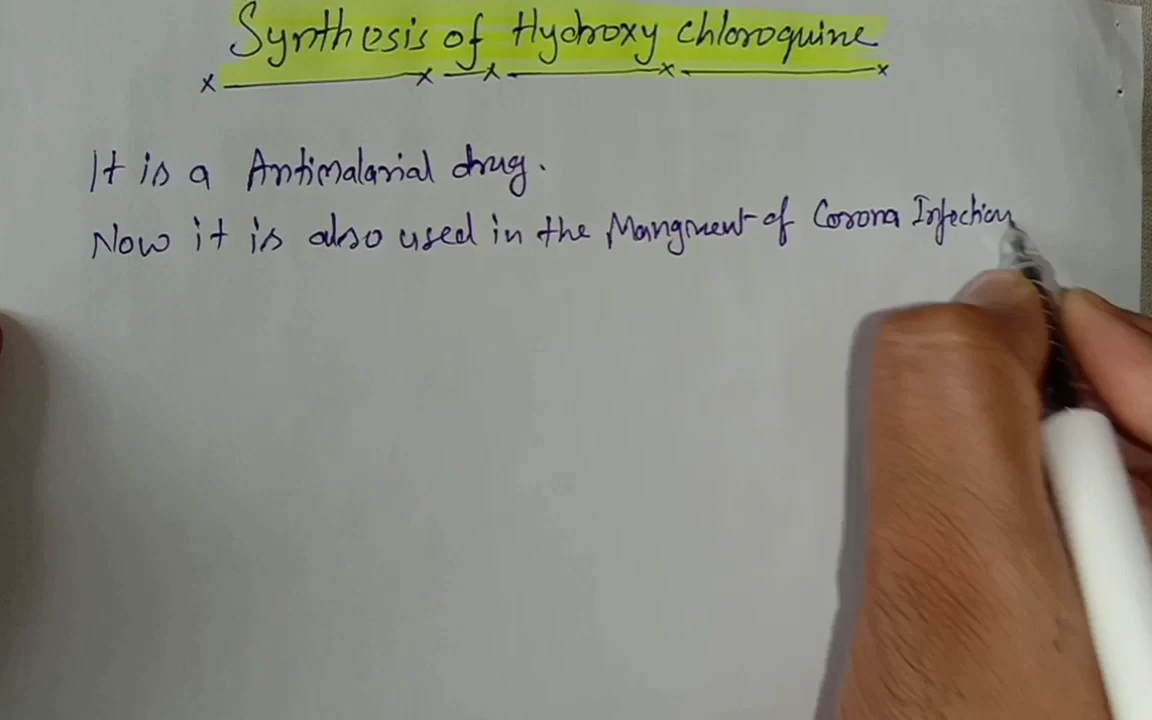 Synthesis of Hydroxy chloroquine
It is a Antimalarial drug.
Now it is also used in the Mangment of Corona Infection